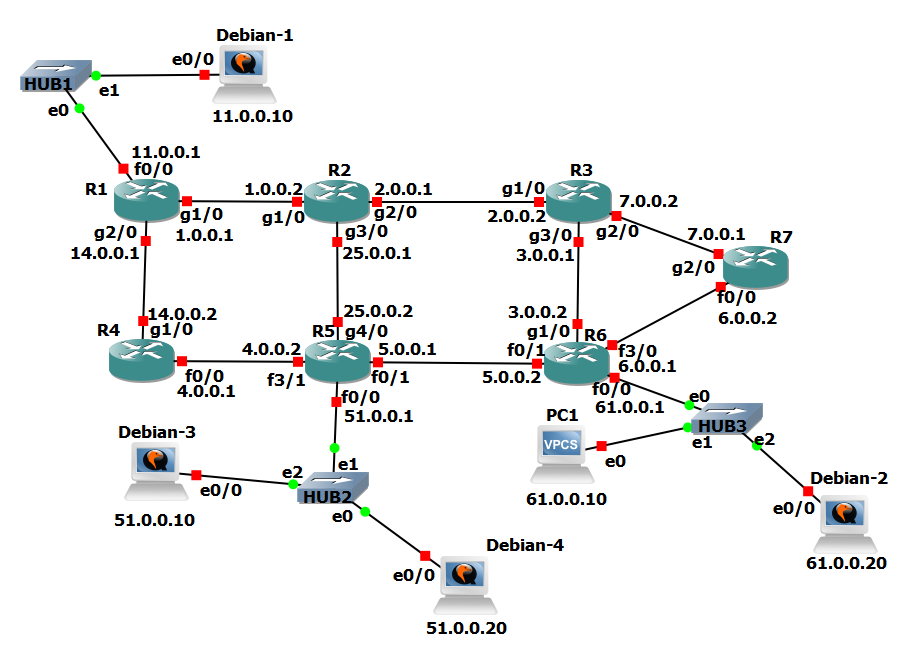 Debian-1
e0/0
HUB1
e1
e0
11.0.0.10
11.0.0.1
f0/0
R1
g1/0
1.0.0.1
g2/0
14.0.0.1
R2
1.0.0.2
g1/0
2.0.0.1
g2/0
g3/0
25.0.0.1
R3
g1/0
2.0.0.2
7.0.0.2
g2/0
g3/0
3.0.0.1
7.0.0.1
R7
g2/0
f0/0
6.0.0.2
14.0.0.2
g1/0
R4
f0/0
4.0.0.1
25.0.0.2
g4/0
R5
4.0.0.2
f3/1
5.0.0.1
f0/1
f0/0
51.0.0.1
3.0.0.2
g1/0
R6
f0/1
5.0.0.2
f3/0
6.0.0.1
f0/0
61.0.0.1
e0
HUB3
e1
e2
PC1
VPCS
e0
61.0.0.10
Debian-2
e0/0
61.0.0.20
Debian-3
e0/0
51.0.0.10
e2
e1
HUB2
e0
Debian-4
e0/0
51.0.0.20